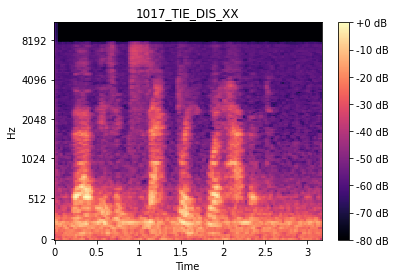 1017_TIE_DIS_XX
8192
4096
2048
1024
512
0
Hz
0
0.5
1
1.5
2
2.5
3
Time
+0 dB
-10 dB
-20 dB
-30 dB
-40 dB
-50 dB
-60 dB
-70 dB
-80 dB